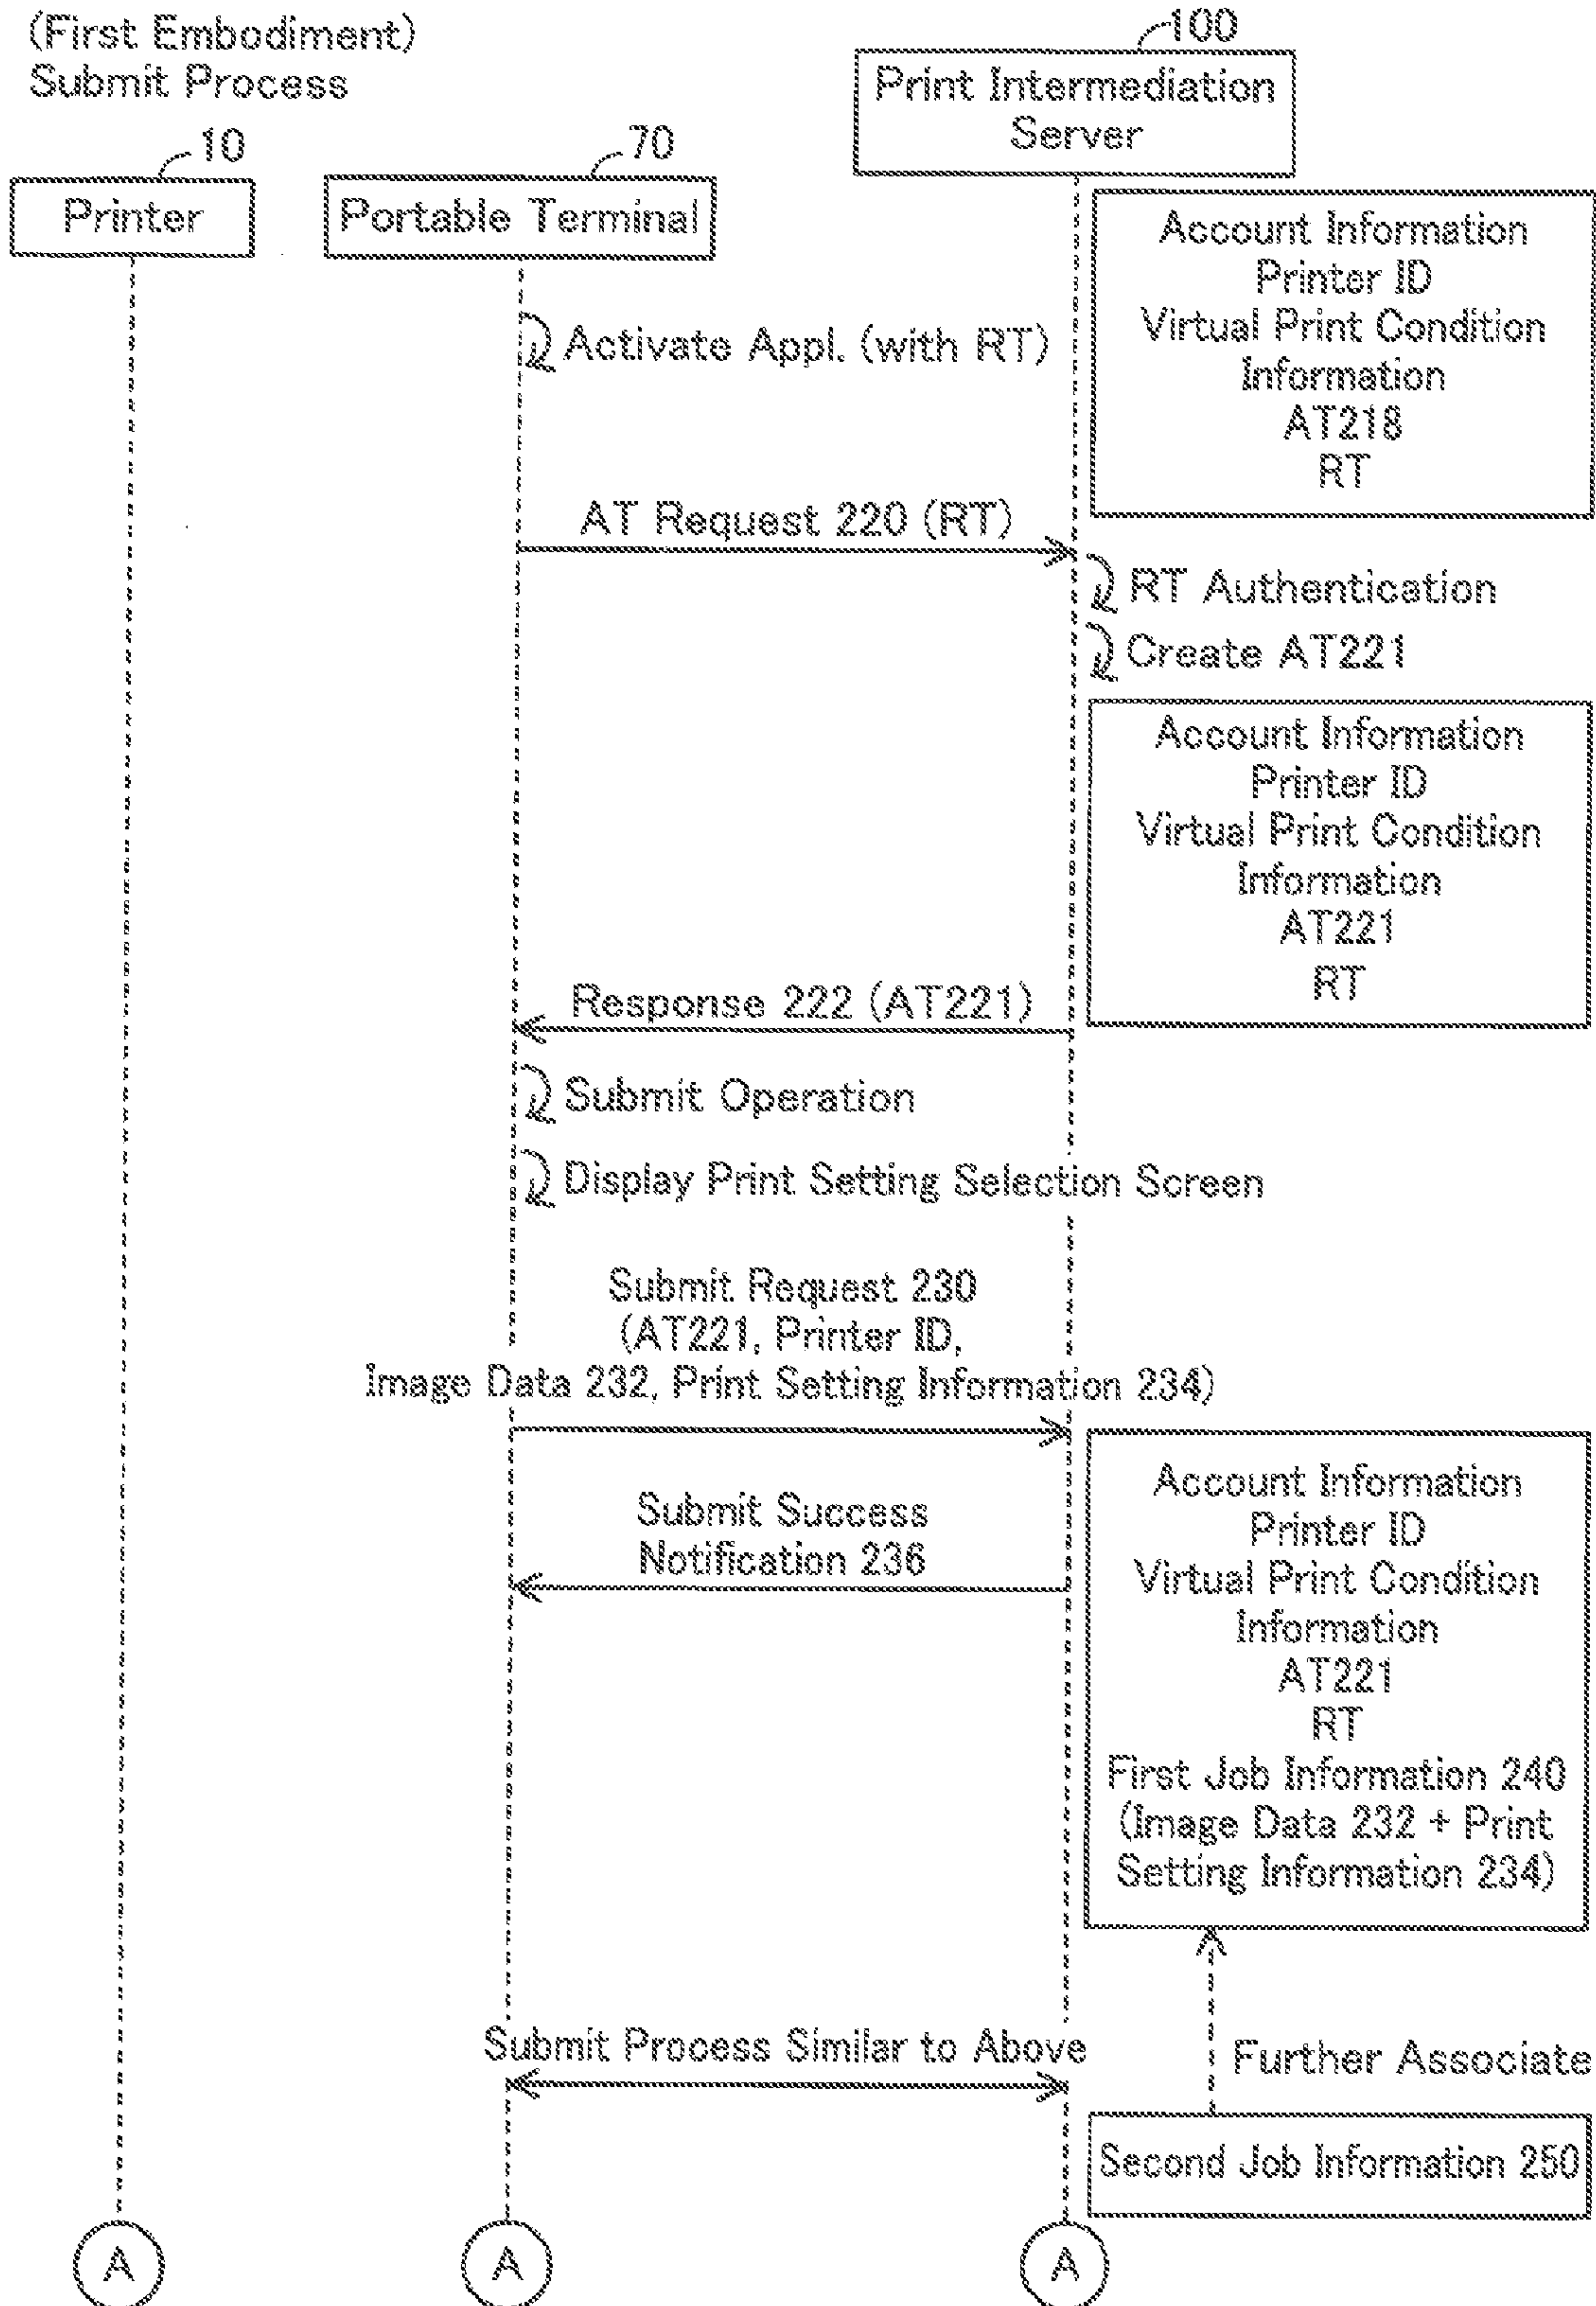 (First Embodiment)
Submit Process
100
Print Intermediation
Server
10
Printer
70
Portable Terminal
Account Information
Printer ID
Virtual Print Condition
Information
AT218
RT
Activate Appl. (with RT)
AT Request 220 (RT)
RT Authentication
Create AT221
Account Information
Printer ID
Virtual Print Condition
Information
AT221
RT
Response 222 (AT221)
Submit Operation
Display Print Setting Selection Screen
Submit Request 230
(AT221, Printer ID,
Image Data 232, Print Setting Information 234)
Submit Success
Notification 236
Account Information
Printer ID
Virtual Print Condition
Information
AT221
RT
First Job Information 240
(Image Data 232 + Print
Setting Information 234)
Submit Process Similar to Above
Further Associate
Second Job Information 250
A
A
A